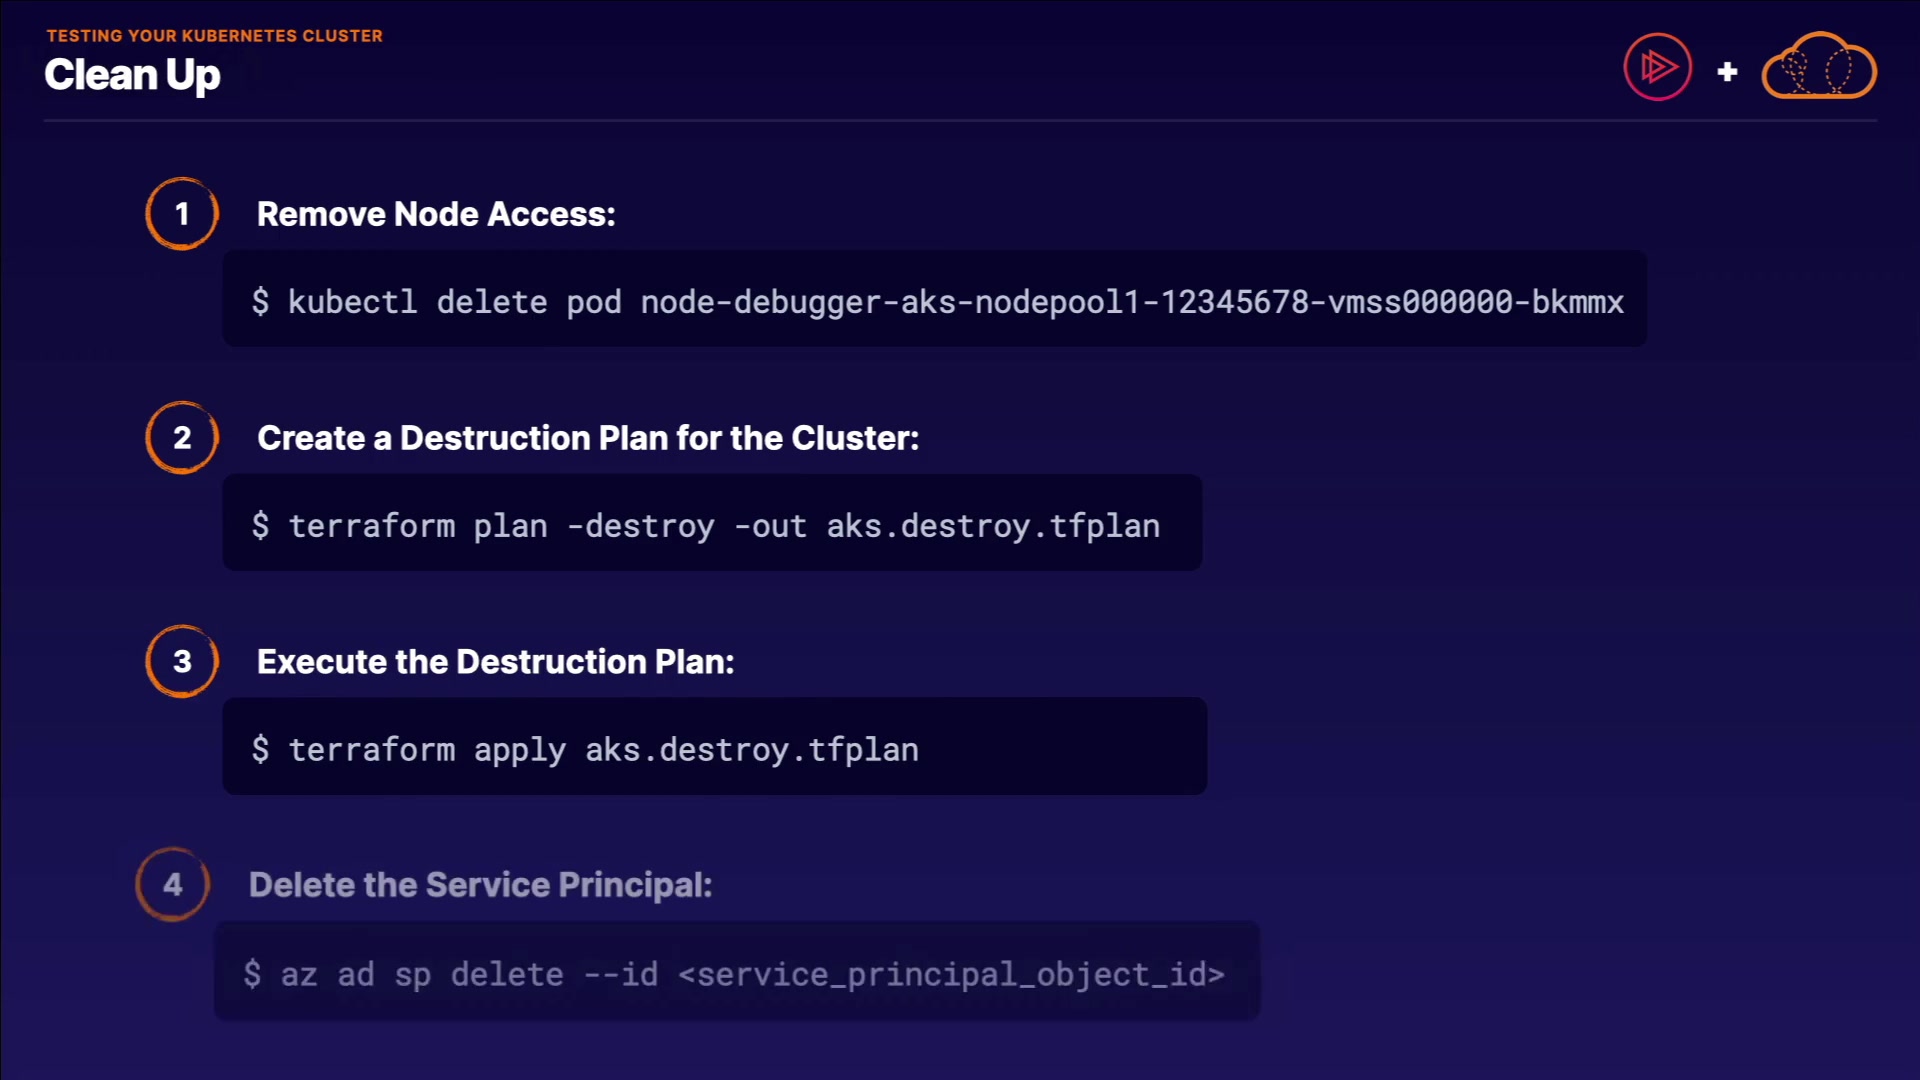 TESTING YOUR KUBERNETES CLUSTER
Clean Up
+
1 Remove Node Access:
$ kubectl delete pod node-debugger-aks-nodepool1-12345678-vmss000000-bkmmx
2 Create a Destruction Plan for the Cluster:
$ terraform plan -destroy -out aks.destroy.tfplan
3 Execute the Destruction Plan:
$ terraform apply aks.destroy.tfplan
4 Delete the Service Principal:
$ az ad sp delete --id <service_principal_object_id>